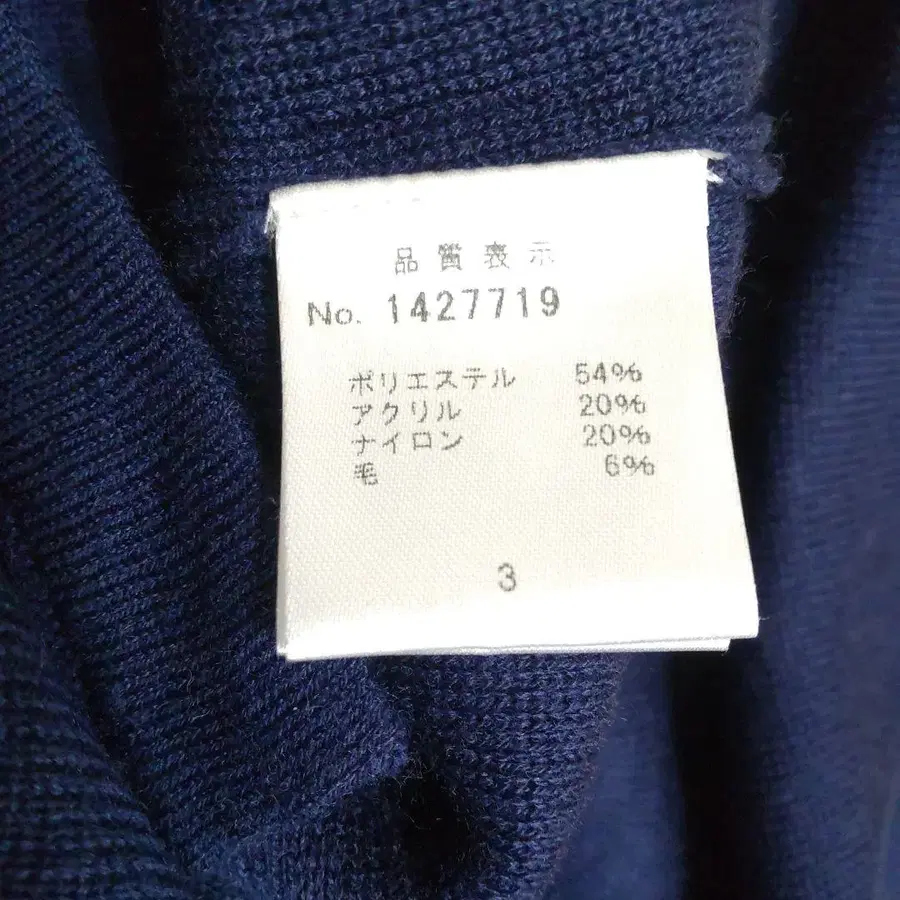 品質表示
No. 1427719
ポリエステル 54%
アクリル 20%
ナイロン 20%
毛 6%
3